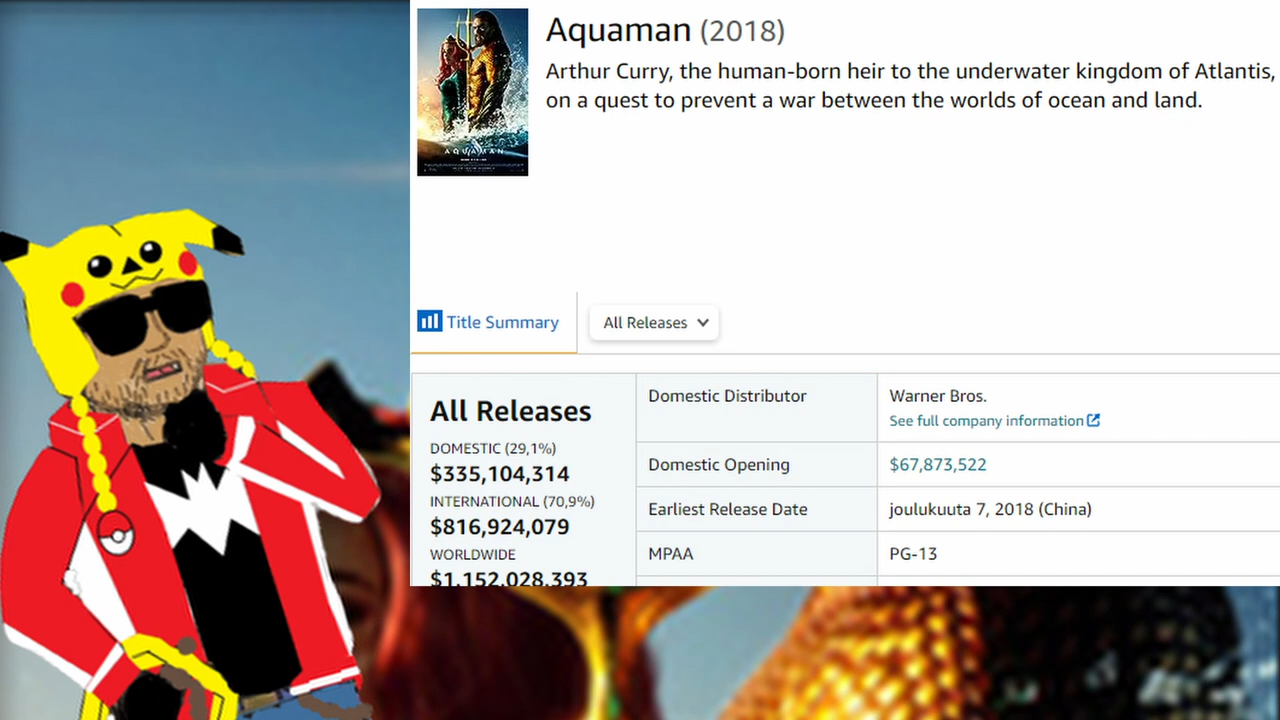 Aquaman (2018)
Arthur Curry, the human-born heir to the underwater kingdom of Atlantis,
on a quest to prevent a war between the worlds of ocean and land.
AQUAMAN
Title Summary
All Releases
All Releases
DOMESTIC (29,1%)
$335,104,314
INTERNATIONAL (70,9%)
$816,924,079
WORLDWIDE
$1,152,028,393
Domestic Distributor
Warner Bros.
See full company information
Domestic Opening
$67,873,522
Earliest Release Date
joulukuuta 7, 2018 (China)
MPAA
PG-13